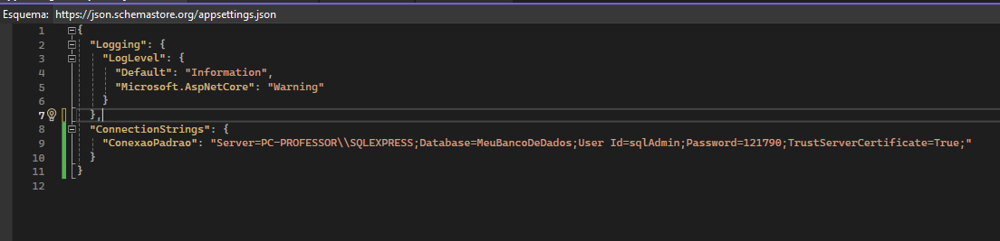 Esquema: https://json.schemastore.org/appsettings.json
1 {
2 "Logging": {
3 "LogLevel": {
4 "Default": "Information",
5 "Microsoft.AspNetCore": "Warning"
6 }
7 },
8 "ConnectionStrings": {
9 "ConexaoPadrao": "Server=PC-PROFESSOR\\SQLEXPRESS;Database=MeuBancoDeDados;User Id=sqlAdmin;Password=121790;TrustServerCertificate=True;"
10 }
11 }
12